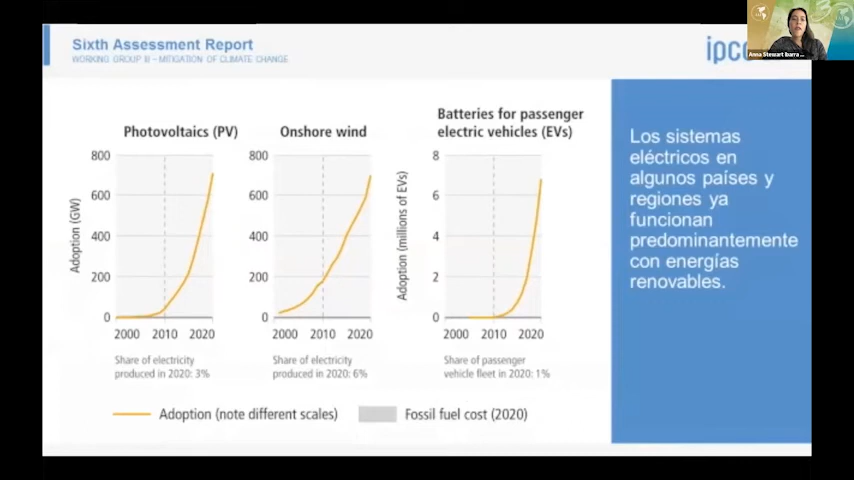 Sixth Assessment Report
WORKING GROUP III – MITIGATION OF CLIMATE CHANGE
ipc
Anna Stewart Ibarra ...
Photovoltaics (PV)
800
600
400
200
0
Adoption (GW)
2000 2010 2020
Share of electricity
produced in 2020: 3%
Onshore wind
800
600
400
200
0
2000 2010 2020
Share of electricity
produced in 2020: 6%
Batteries for passenger
electric vehicles (EVs)
8
6
4
2
0
Adoption (millions of EVs)
2000 2010 2020
Share of passenger
vehicle fleet in 2020: 1%
Adoption (note different scales)
Fossil fuel cost (2020)
Los sistemas
eléctricos en
algunos países y
regiones ya
funcionan
predominantemente
con energías
renovables.